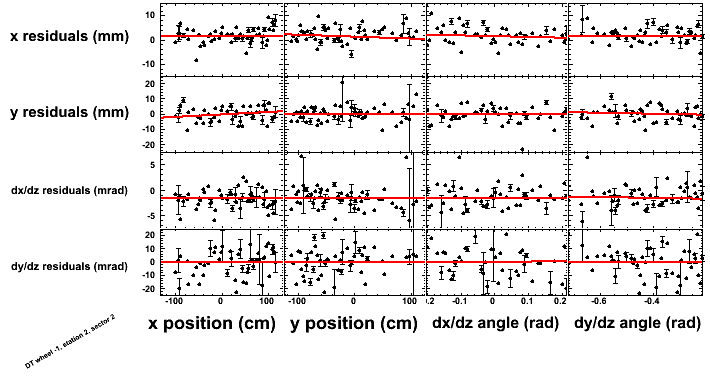 x residuals (mm)
10
0
-10
y residuals (mm)
20
10
0
-10
-20
dx/dz residuals (mrad)
5
0
-5
dy/dz residuals (mrad)
20
10
0
-10
-20
-100 0 100 -100 0 100 0.2 -0.1 0 0.1 0.2 -0.6 -0.4
x position (cm) y position (cm) dx/dz angle (rad) dy/dz angle (rad)
DT wheel -1, station 2, sector 2